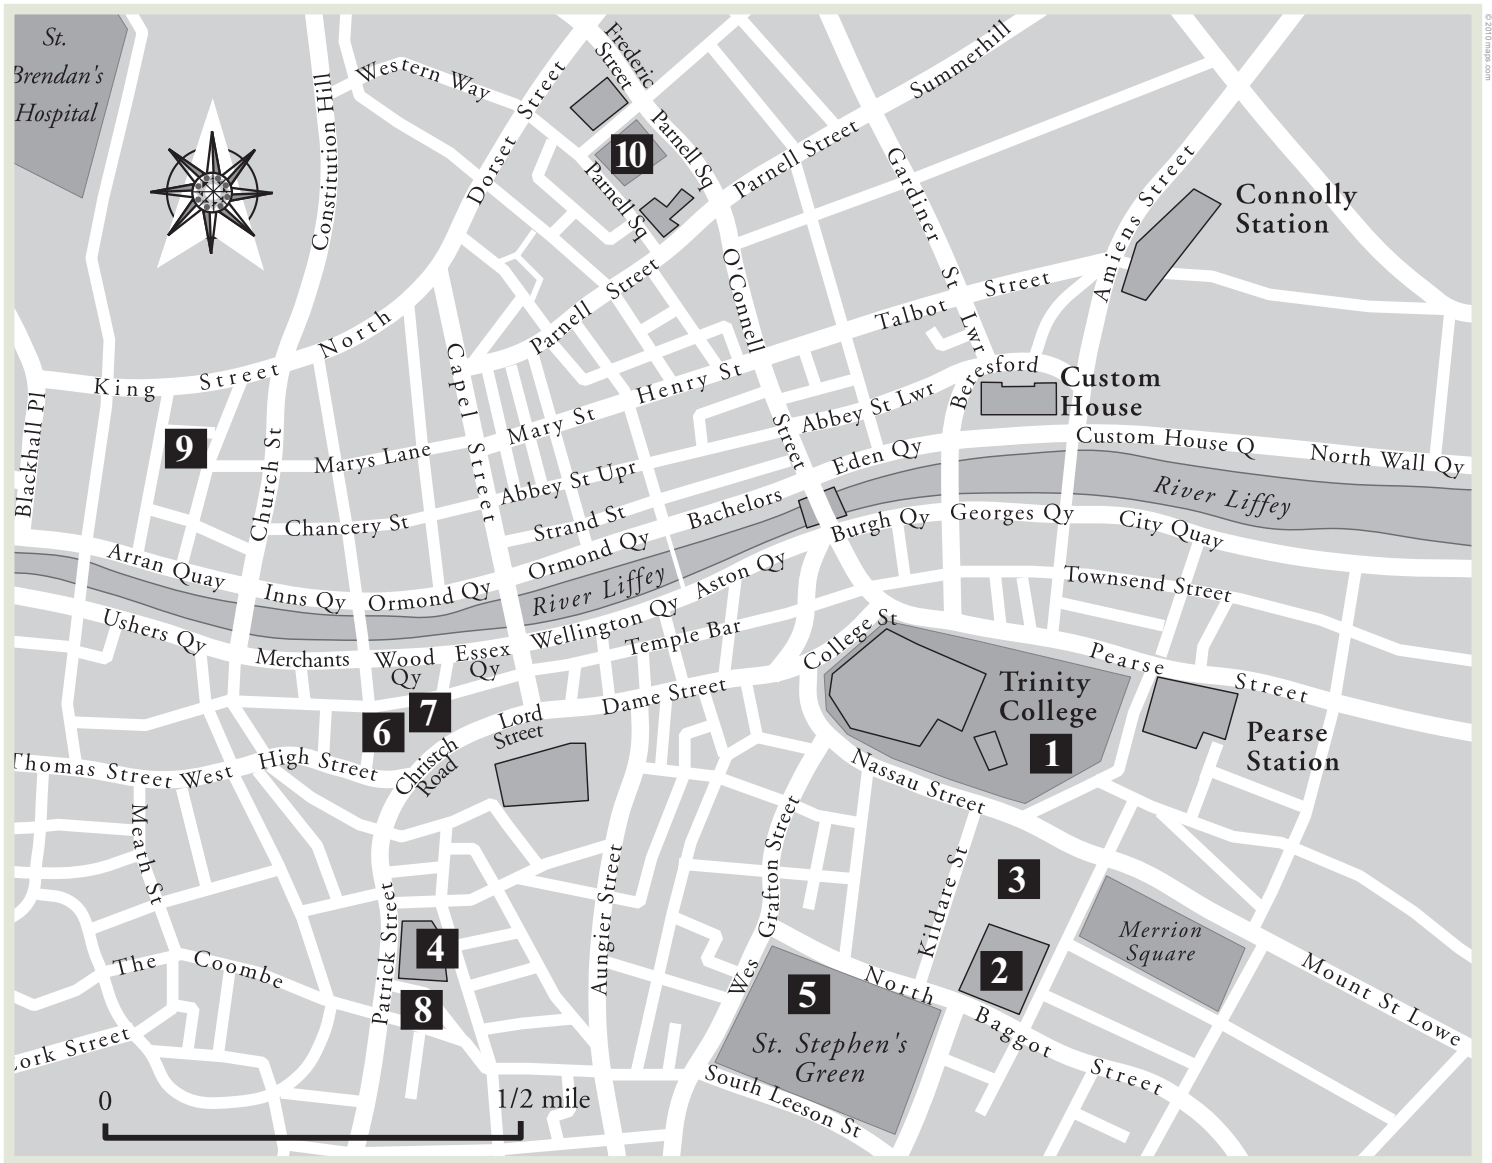 St.
Brendan's
Hospital
© 2010 maps.com
Frederic
Street
Western Way
Summerhill
Constitution Hill
Dorset Street
Parnell Sq
10
Parnell Sq
Parnell Street
Gardiner St Lwr
Amiens Street
Connolly
Station
O'Connell Street
Parnell Street
Talbot Street
King Street North
Capel Street
Henry St
Beresford
Custom
House
Blackhall Pl
Mary St
Abbey St Lwr
9
Church St
Marys Lane
Abbey St Upr
Eden Qy
Custom House Q
North Wall Qy
River Liffey
Chancery St
Strand St
Bachelors
Burgh Qy
Georges Qy
City Quay
Arran Quay
Inns Qy
Ormond Qy
Ormond Qy
River Liffey
Aston Qy
Townsend Street
Ushers Qy
Merchants
Wood
Qy
Essex
Qy
Wellington Qy
Temple Bar
College St
Pearse Street
Trinity
College
1
Pearse
Station
6
7
Lord
Street
Dame Street
Thomas Street West
High Street
Christch
Road
Nassau Street
Meath St
Grafton Street
Kildare St
3
Aungier Street
Patrick Street
4
Merrion
Square
The Coombe
2
Wes
5
North
8
Baggot Street
Mount St Lowe
St. Stephen's
Green
ork Street
South Leeson St
0
1/2 mile